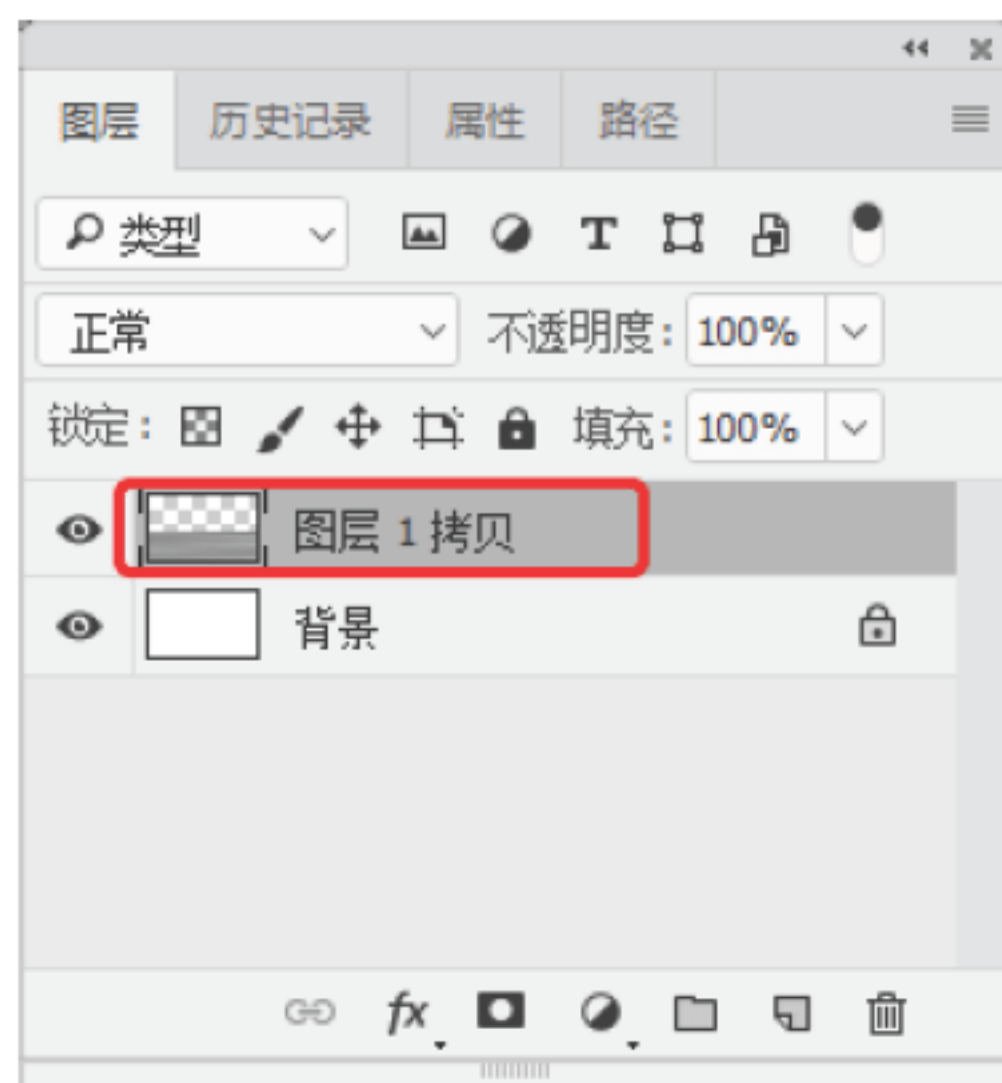 图层 历史记录 属性 路径
类型
正常 不透明度: 100%
锁定: 填充: 100%
图层 1 拷贝
背景
fx